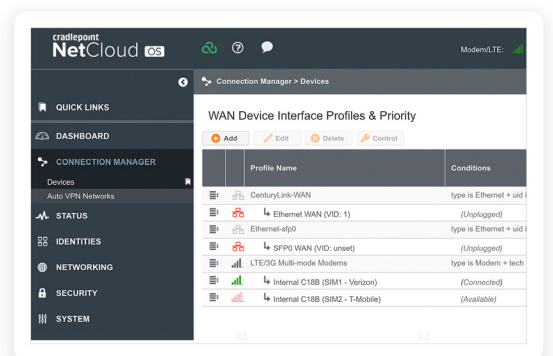 cradlepoint
NetCloud OS
Modem/LTE:
Connection Manager > Devices
QUICK LINKS
DASHBOARD
CONNECTION MANAGER
Devices
Auto VPN Networks
STATUS
IDENTITIES
NETWORKING
SECURITY
SYSTEM
WAN Device Interface Profiles & Priority
Add Edit Delete Control
Profile Name Conditions
CenturyLink-WAN type is Ethernet + uid i
Ethernet WAN (VID: 1) (Unplugged)
Ethernet-sfp0 type is Ethernet + uid i
SFP0 WAN (VID: unset) (Unplugged)
LTE/3G Multi-mode Modems type is Modem + tech
Internal C18B (SIM1 - Verizon) (Connected)
Internal C18B (SIM2 - T-Mobile) (Available)